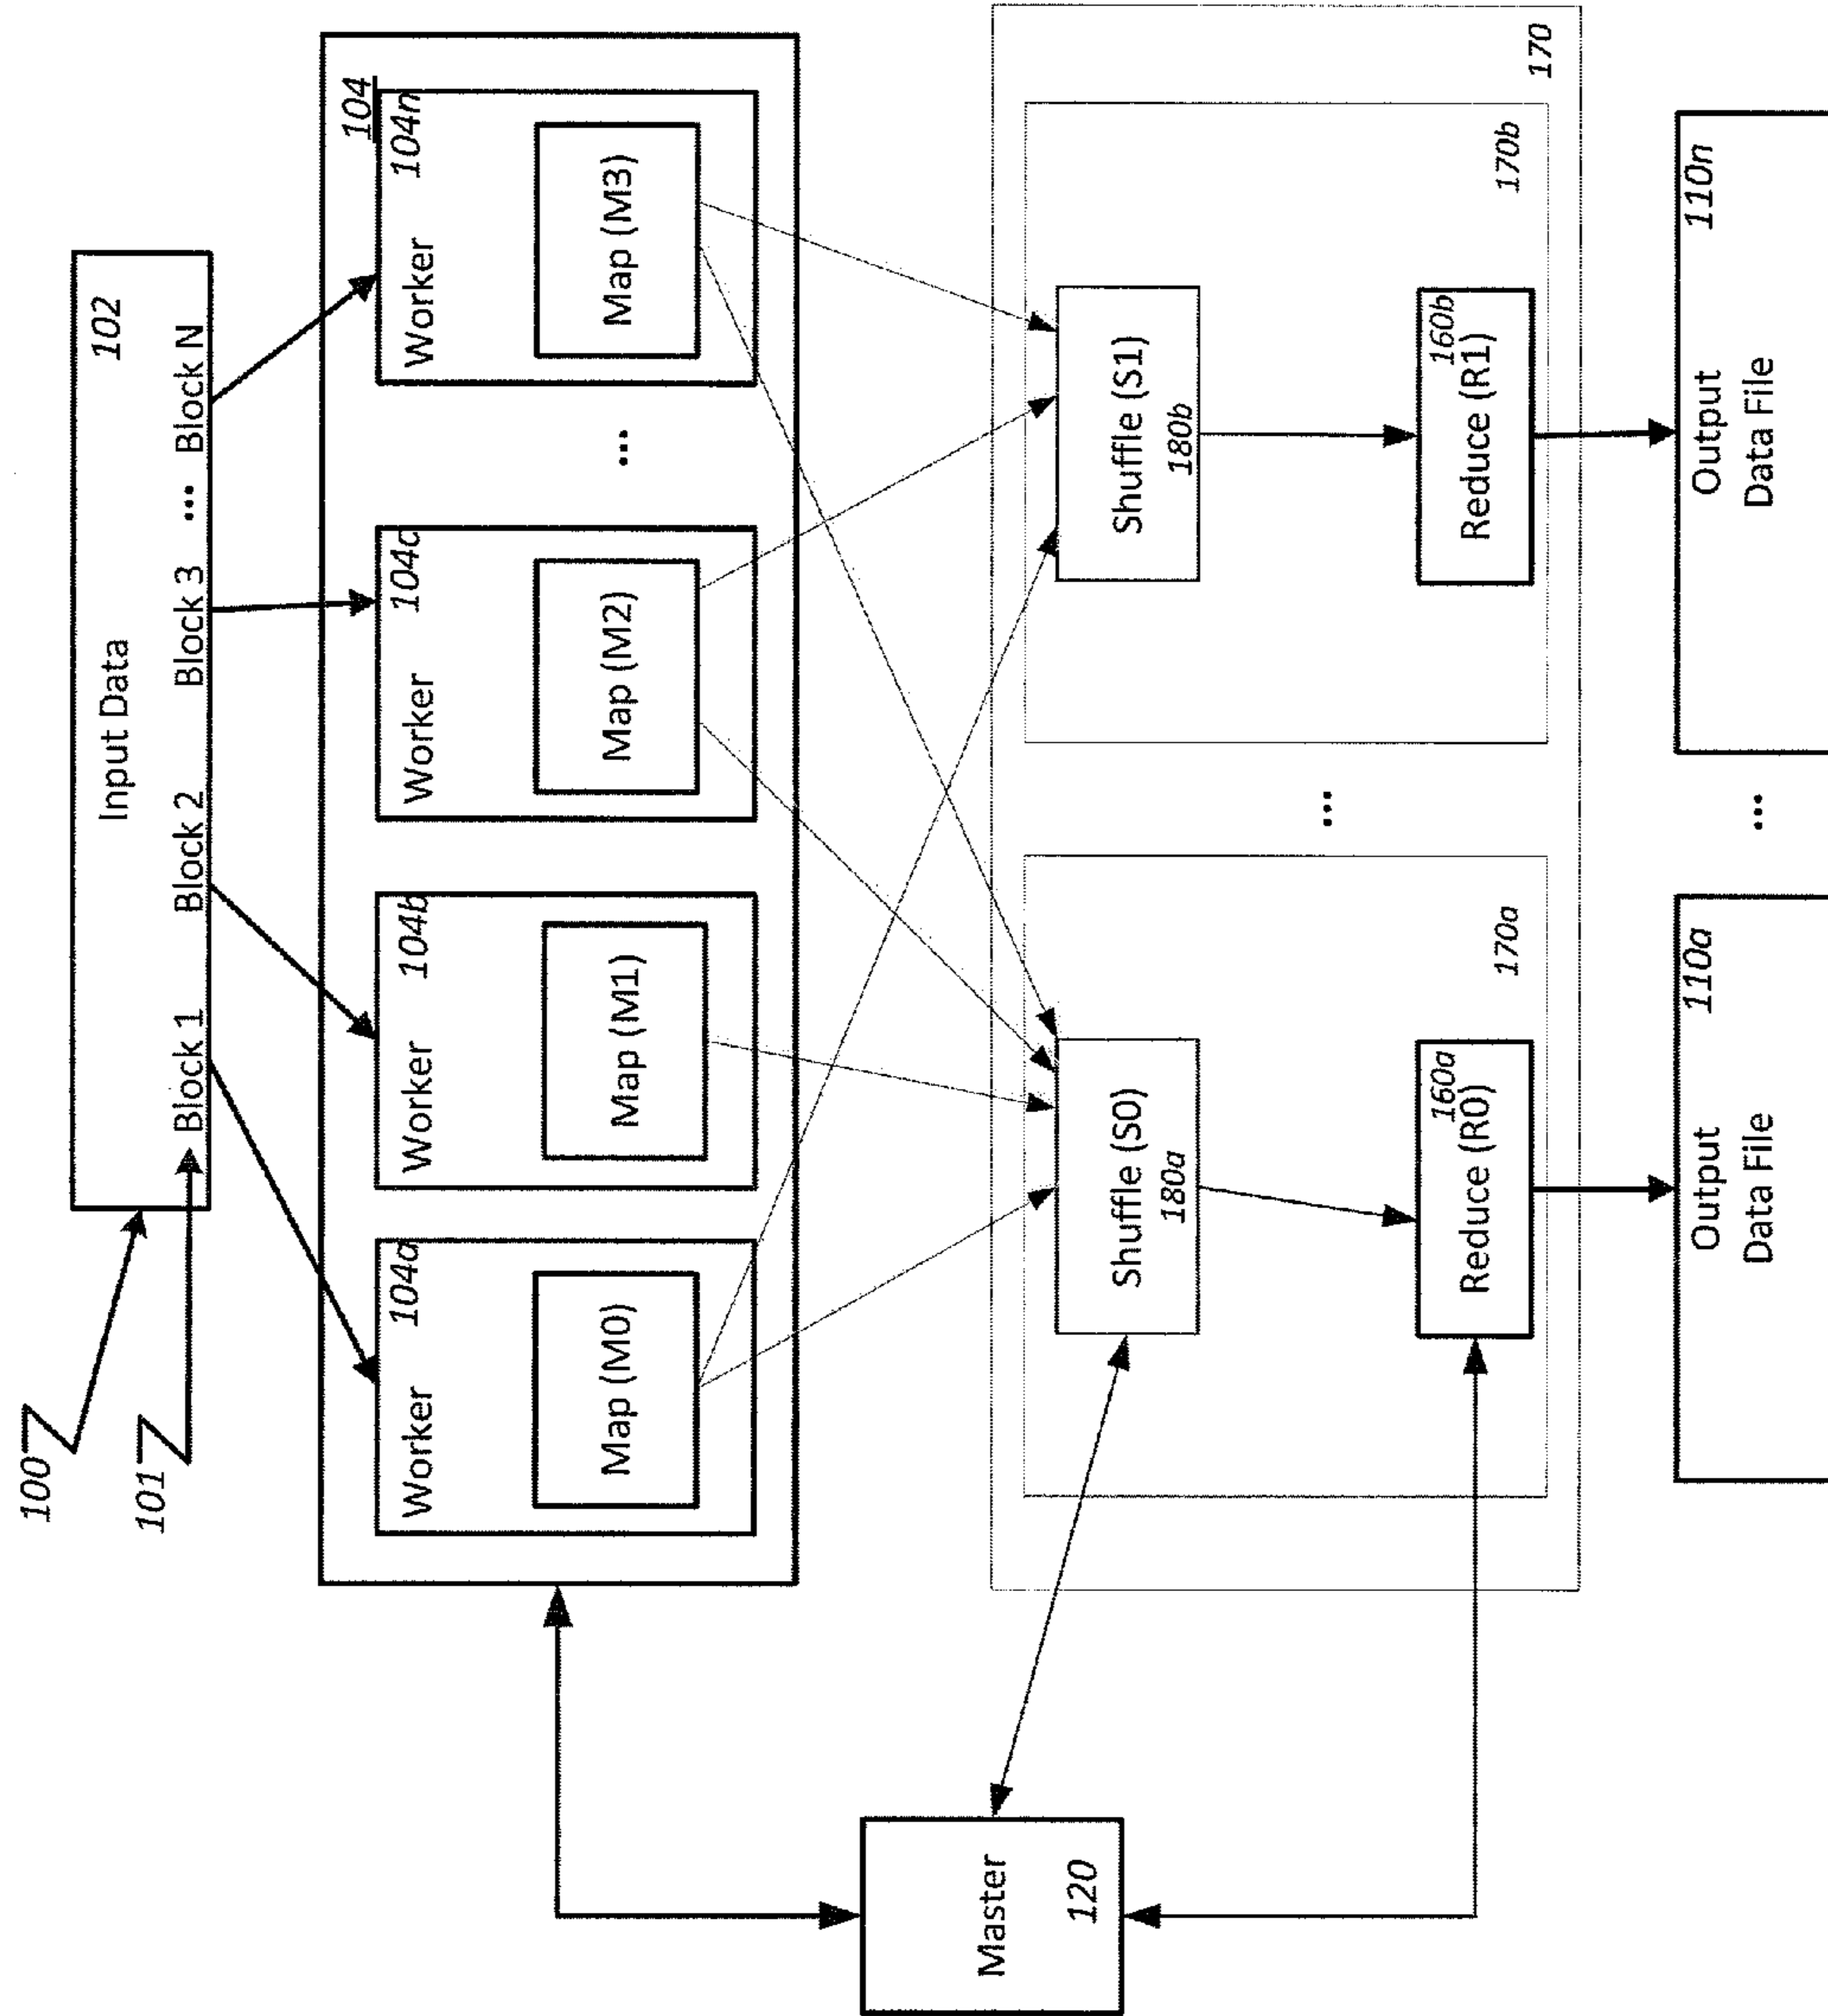 100
101
Input Data
102
Block 1
Block 2
Block 3
...
Block N
104
Worker
104a
Map (M0)
Worker
104b
Map (M1)
Worker
104c
Map (M2)
...
Worker
104n
Map (M3)
Master
120
Shuffle (S0)
180a
160a
Reduce (R0)
170a
...
Shuffle (S1)
180b
160b
Reduce (R1)
170b
170
Output
Data File
110a
...
Output
Data File
110n